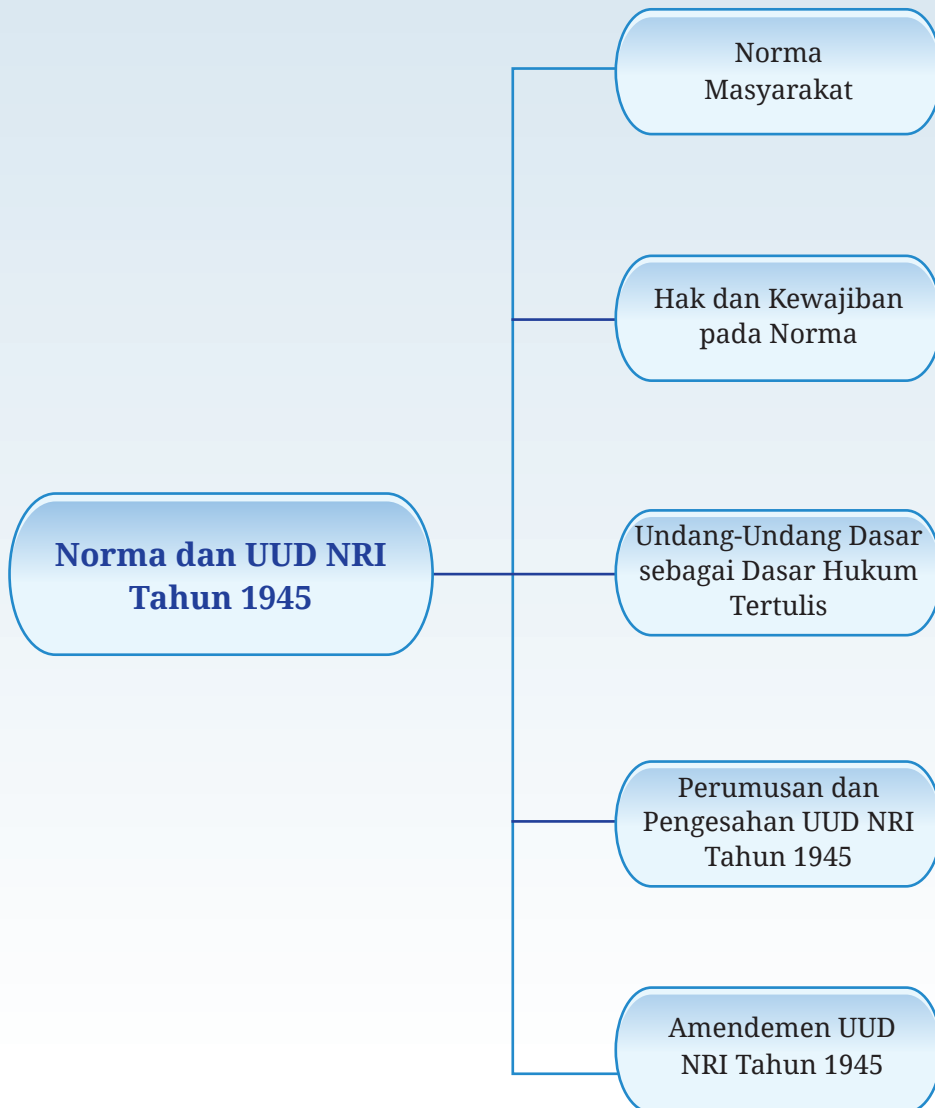 Norma
Masyarakat
Hak dan Kewajiban
pada Norma
Norma dan UUD NRI
Tahun 1945
Undang-Undang Dasar
sebagai Dasar Hukum
Tertulis
Perumusan dan
Pengesahan UUD NRI
Tahun 1945
Amendemen UUD
NRI Tahun 1945